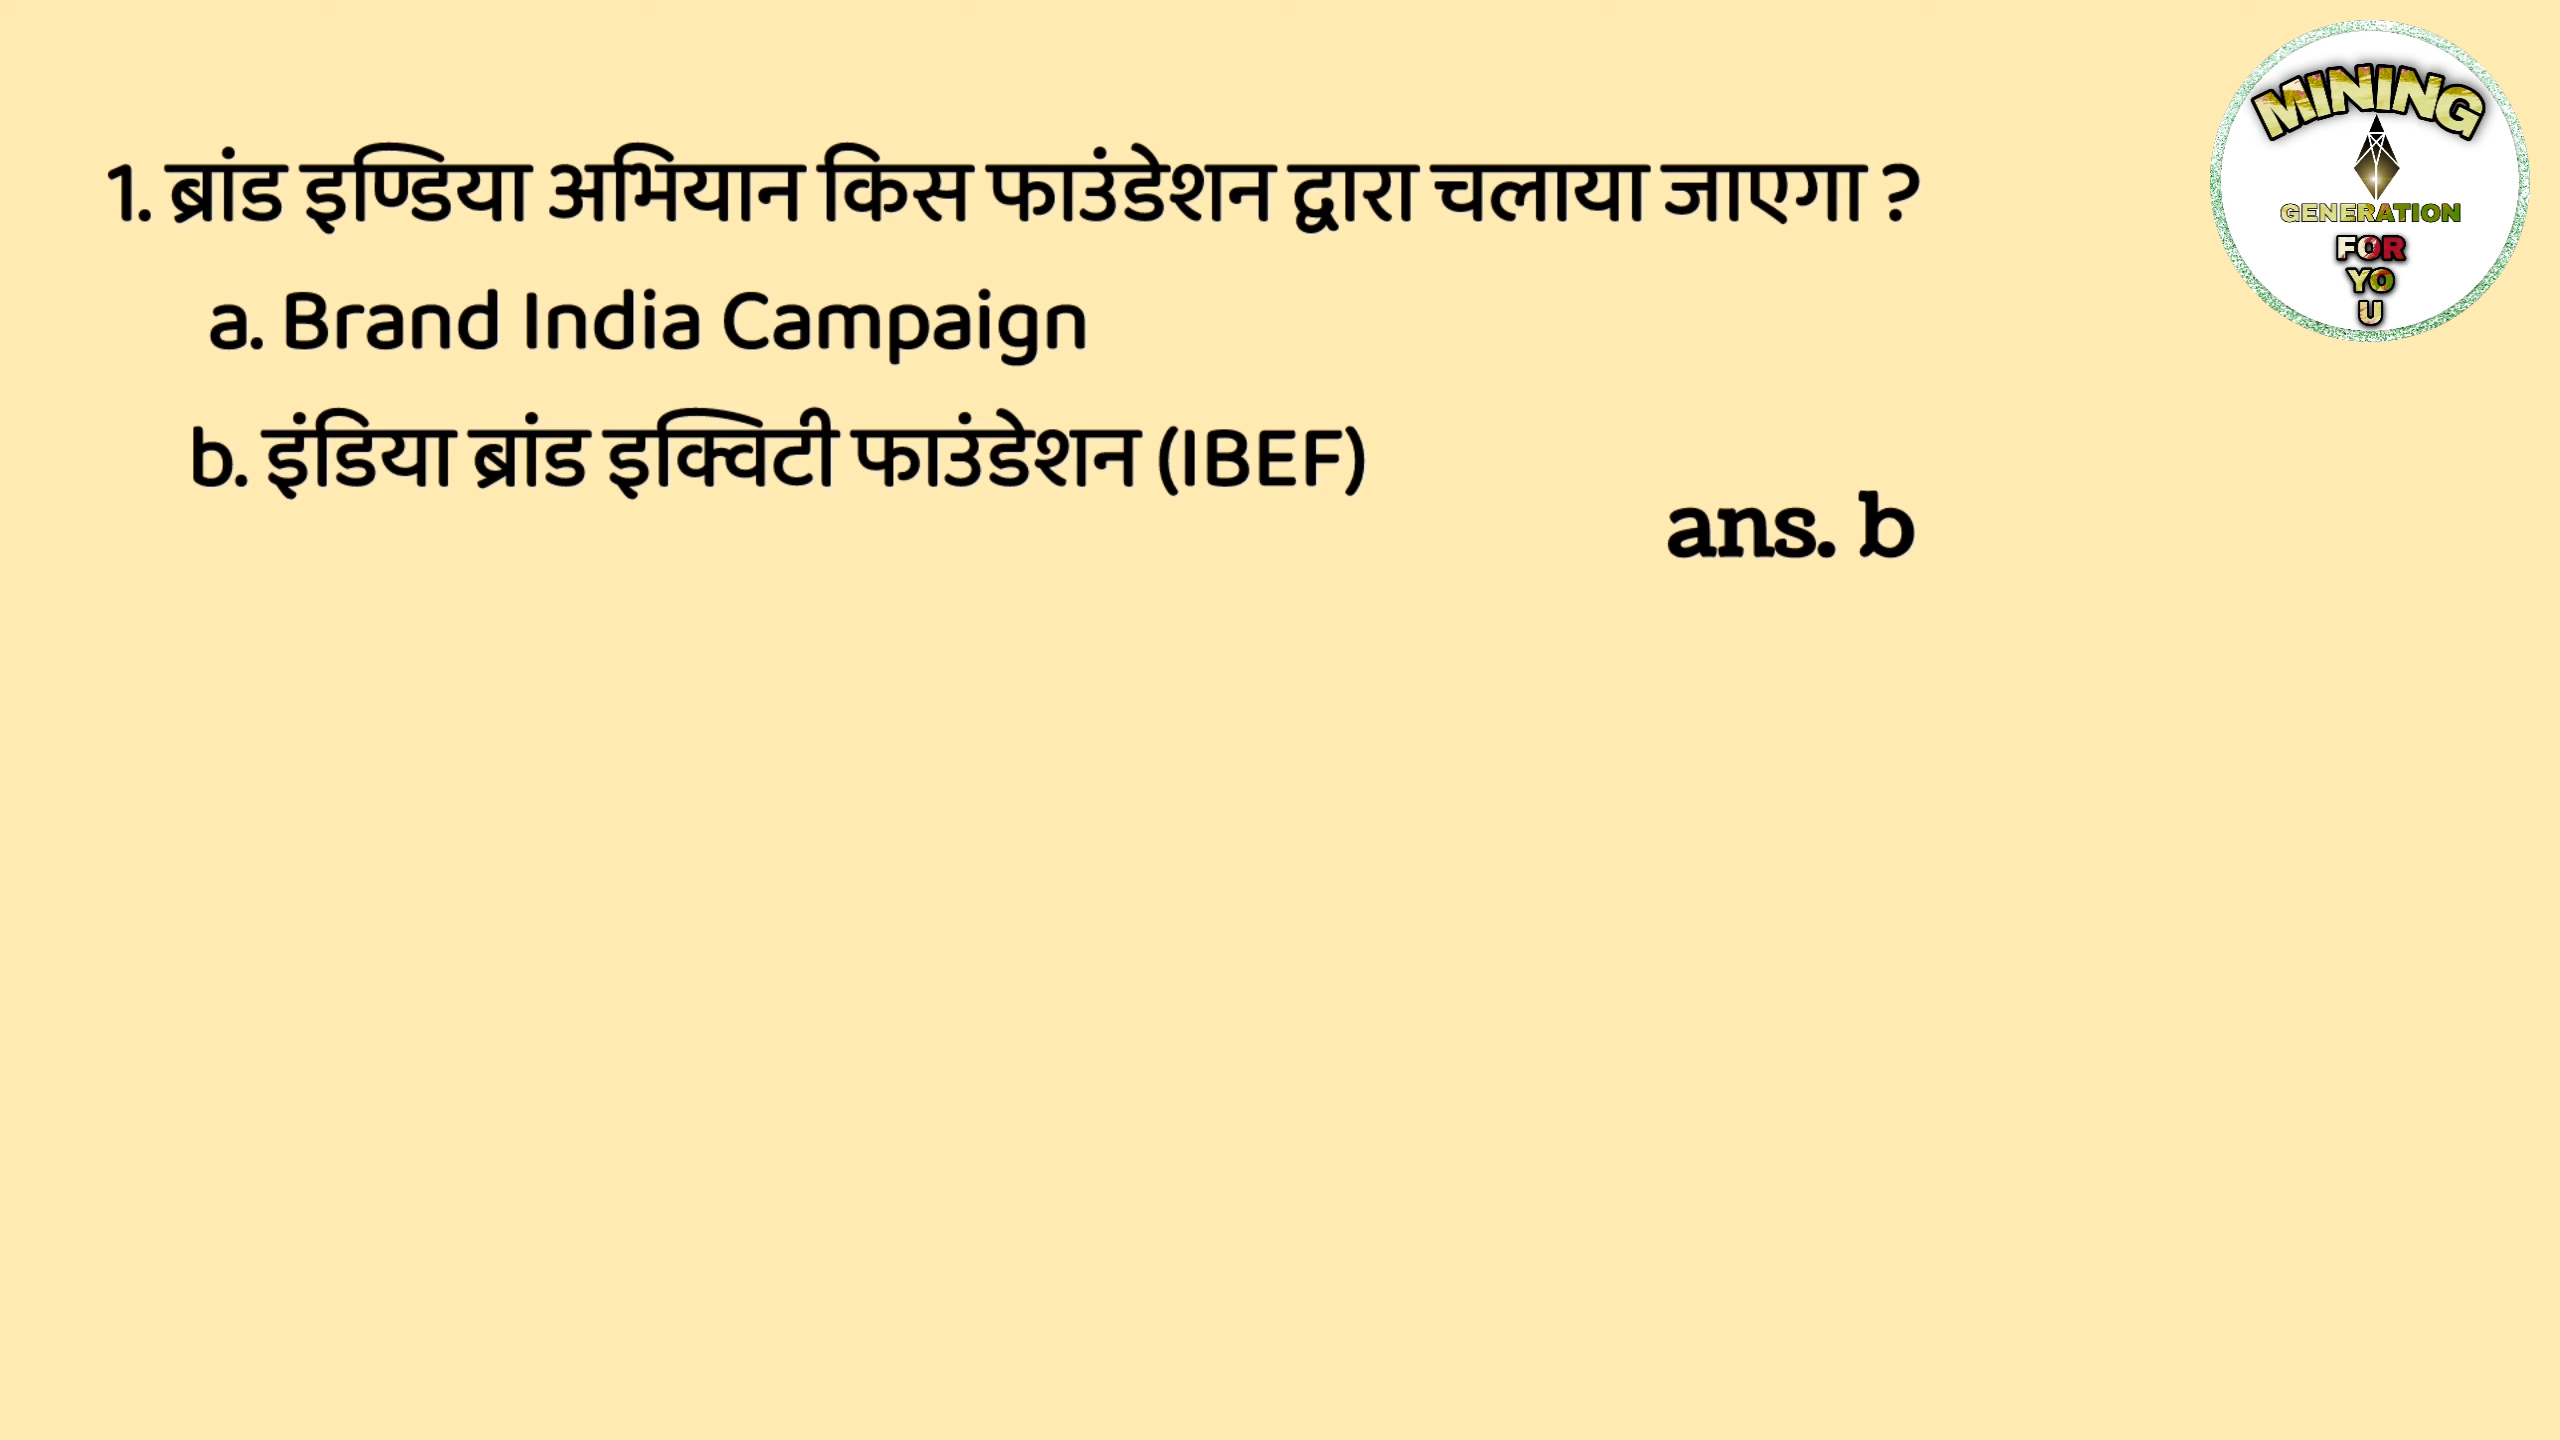 1. ब्रांड इण्डिया अभियान किस फाउंडेशन द्वारा चलाया जाएगा ?
a. Brand India Campaign
b. इंडिया ब्रांड इक्विटी फाउंडेशन (IBEF)
ans. b
MINING
GENERATION
FOR
YO
U